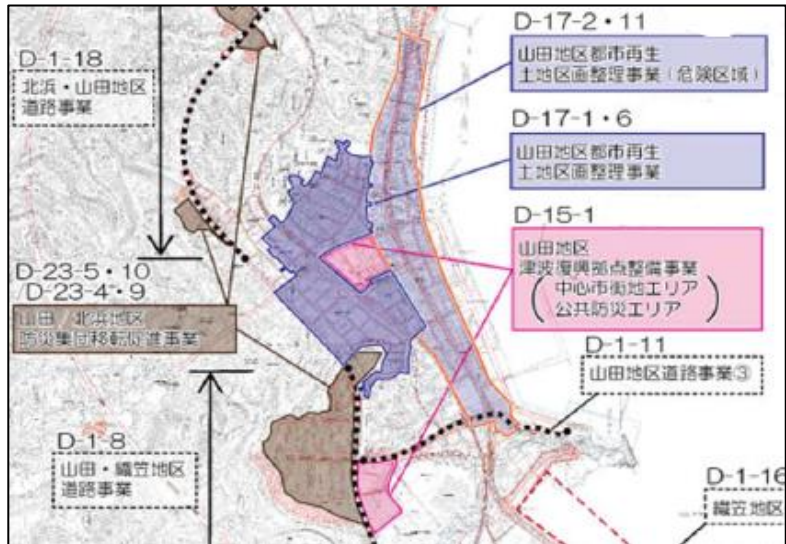 D-17-2・11
山田地区都市再生
土地区画整理事業(危険区域)
D-1-18
北浜・山田地区
道路事業
D-17-1・6
山田地区都市再生
土地区画整理事業
D-15-1
山田地区
津波復興拠点整備事業
(中心市街地エリア
公共防災エリア)
D-23-5・10
/D-23-4・9
山田/北浜地区
防災集団移転促進事業
D-1-11
山田地区道路事業③
D-1-8
山田・織笠地区
道路事業
D-1-16
織笠地区